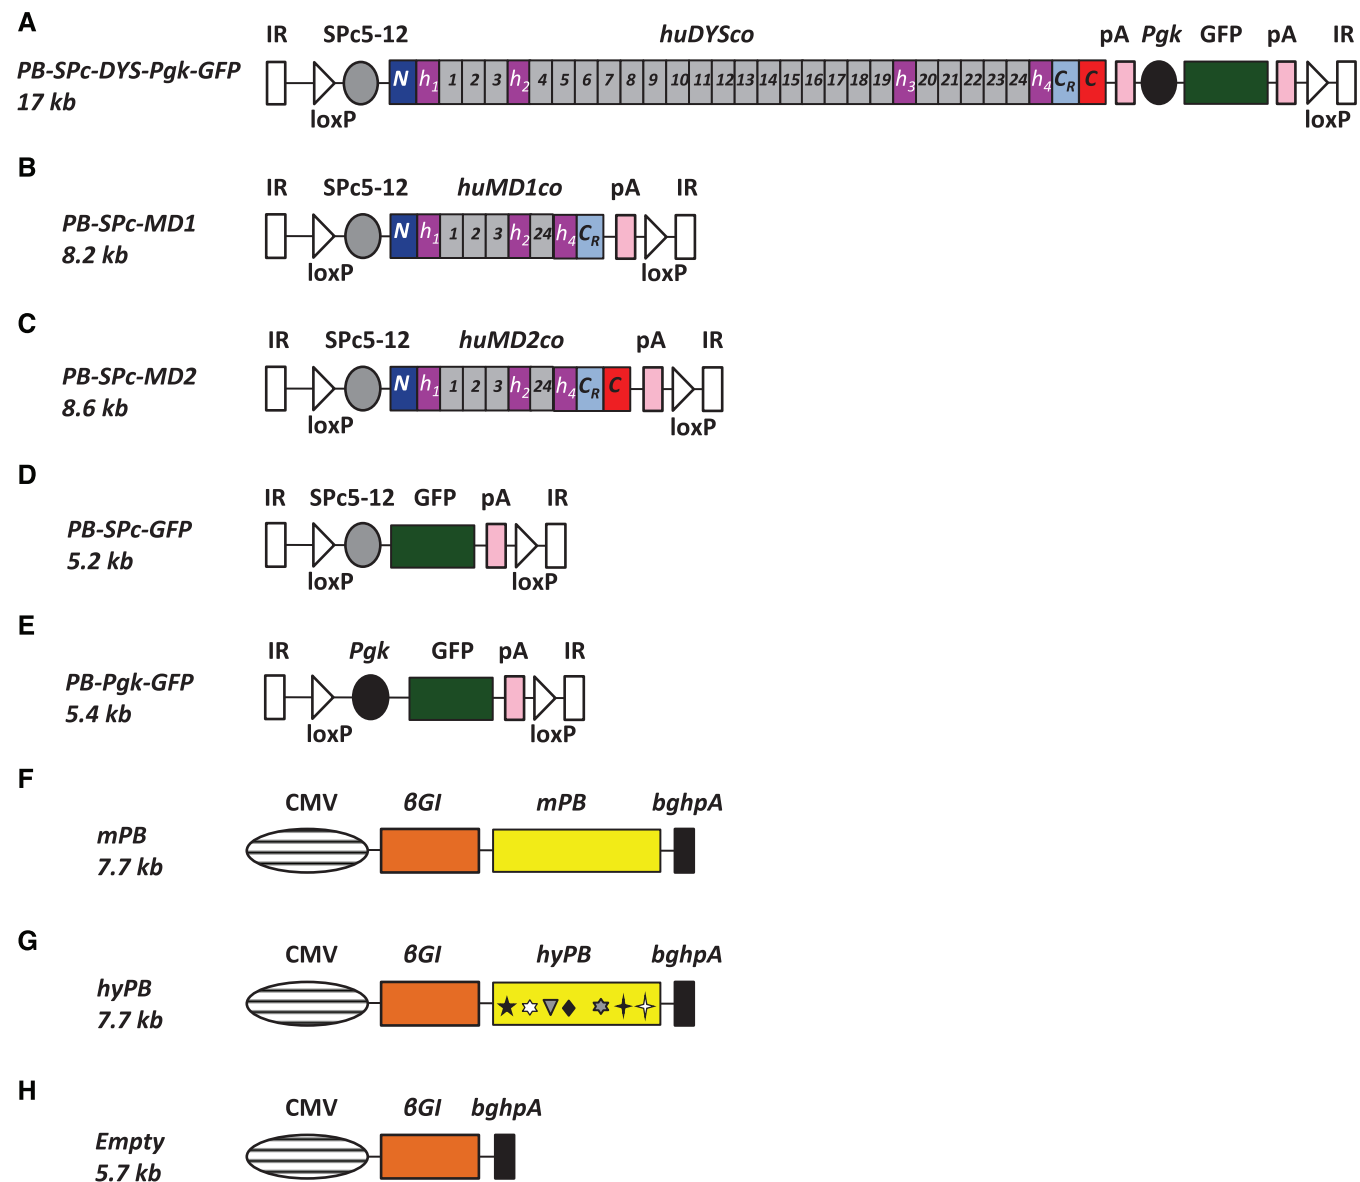 A
IR SPc5-12 huDYSco pA Pgk GFP pA IR
PB-SPc-DYS-Pgk-GFP
17 kb
N h1 1 2 3 h2 4 5 6 7 8 9 10 11 12 13 14 15 16 17 18 19 h3 20 21 22 23 24 h4 CR C
loxP loxP
B
IR SPc5-12 huMD1co pA IR
PB-SPc-MD1
8.2 kb
N h1 1 2 3 h2 24 h4 CR
loxP loxP
C
IR SPc5-12 huMD2co pA IR
PB-SPc-MD2
8.6 kb
N h1 1 2 3 h2 24 h4 CR C
loxP loxP
D
IR SPc5-12 GFP pA IR
PB-SPc-GFP
5.2 kb
loxP loxP
E
IR Pgk GFP pA IR
PB-Pgk-GFP
5.4 kb
loxP loxP
F
CMV βGI mPB bghpA
mPB
7.7 kb
G
CMV βGI hyPB bghpA
hyPB
7.7 kb
H
CMV βGI bghpA
Empty
5.7 kb